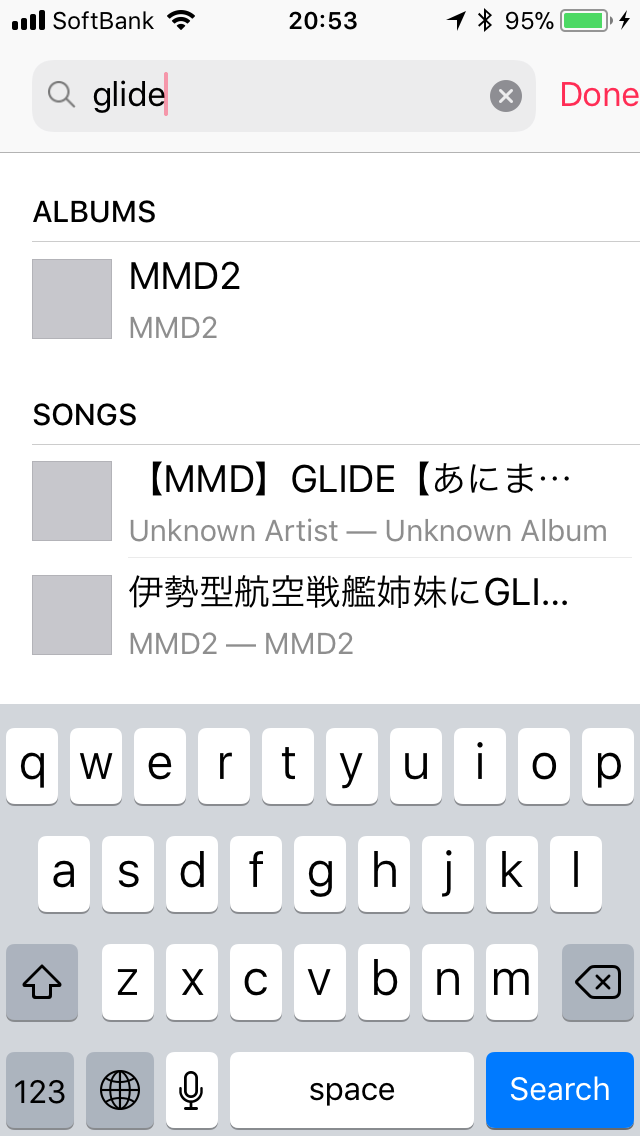 SoftBank 20:53 95%
glide Done
ALBUMS
MMD2
MMD2
SONGS
【MMD】GLIDE【あにま…
Unknown Artist — Unknown Album
伊勢型航空戦艦姉妹にGLI...
MMD2 — MMD2
q w e r t y u i o p
a s d f g h j k l
z x c v b n m
123 space Search